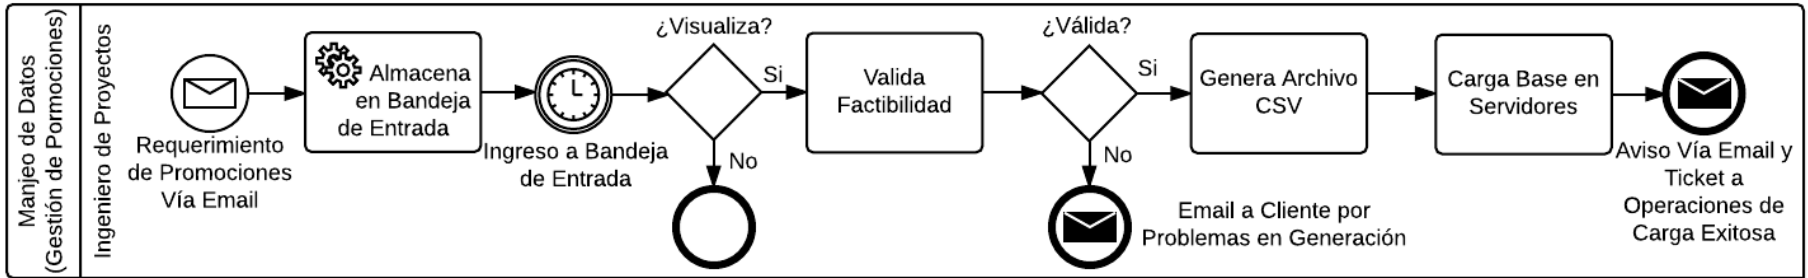 Manjeo de Datos
(Gestión de Pormociones)
Ingeniero de Proyectos
Requerimiento
de Promociones
Vía Email
Almacena
en Bandeja
de Entrada
Ingreso a Bandeja
de Entrada
¿Visualiza?
Si
No
Valida
Factibilidad
¿Válida?
Si
No
Email a Cliente por
Problemas en Generación
Genera Archivo
CSV
Carga Base en
Servidores
Aviso Vía Email y
Ticket a
Operaciones de
Carga Exitosa